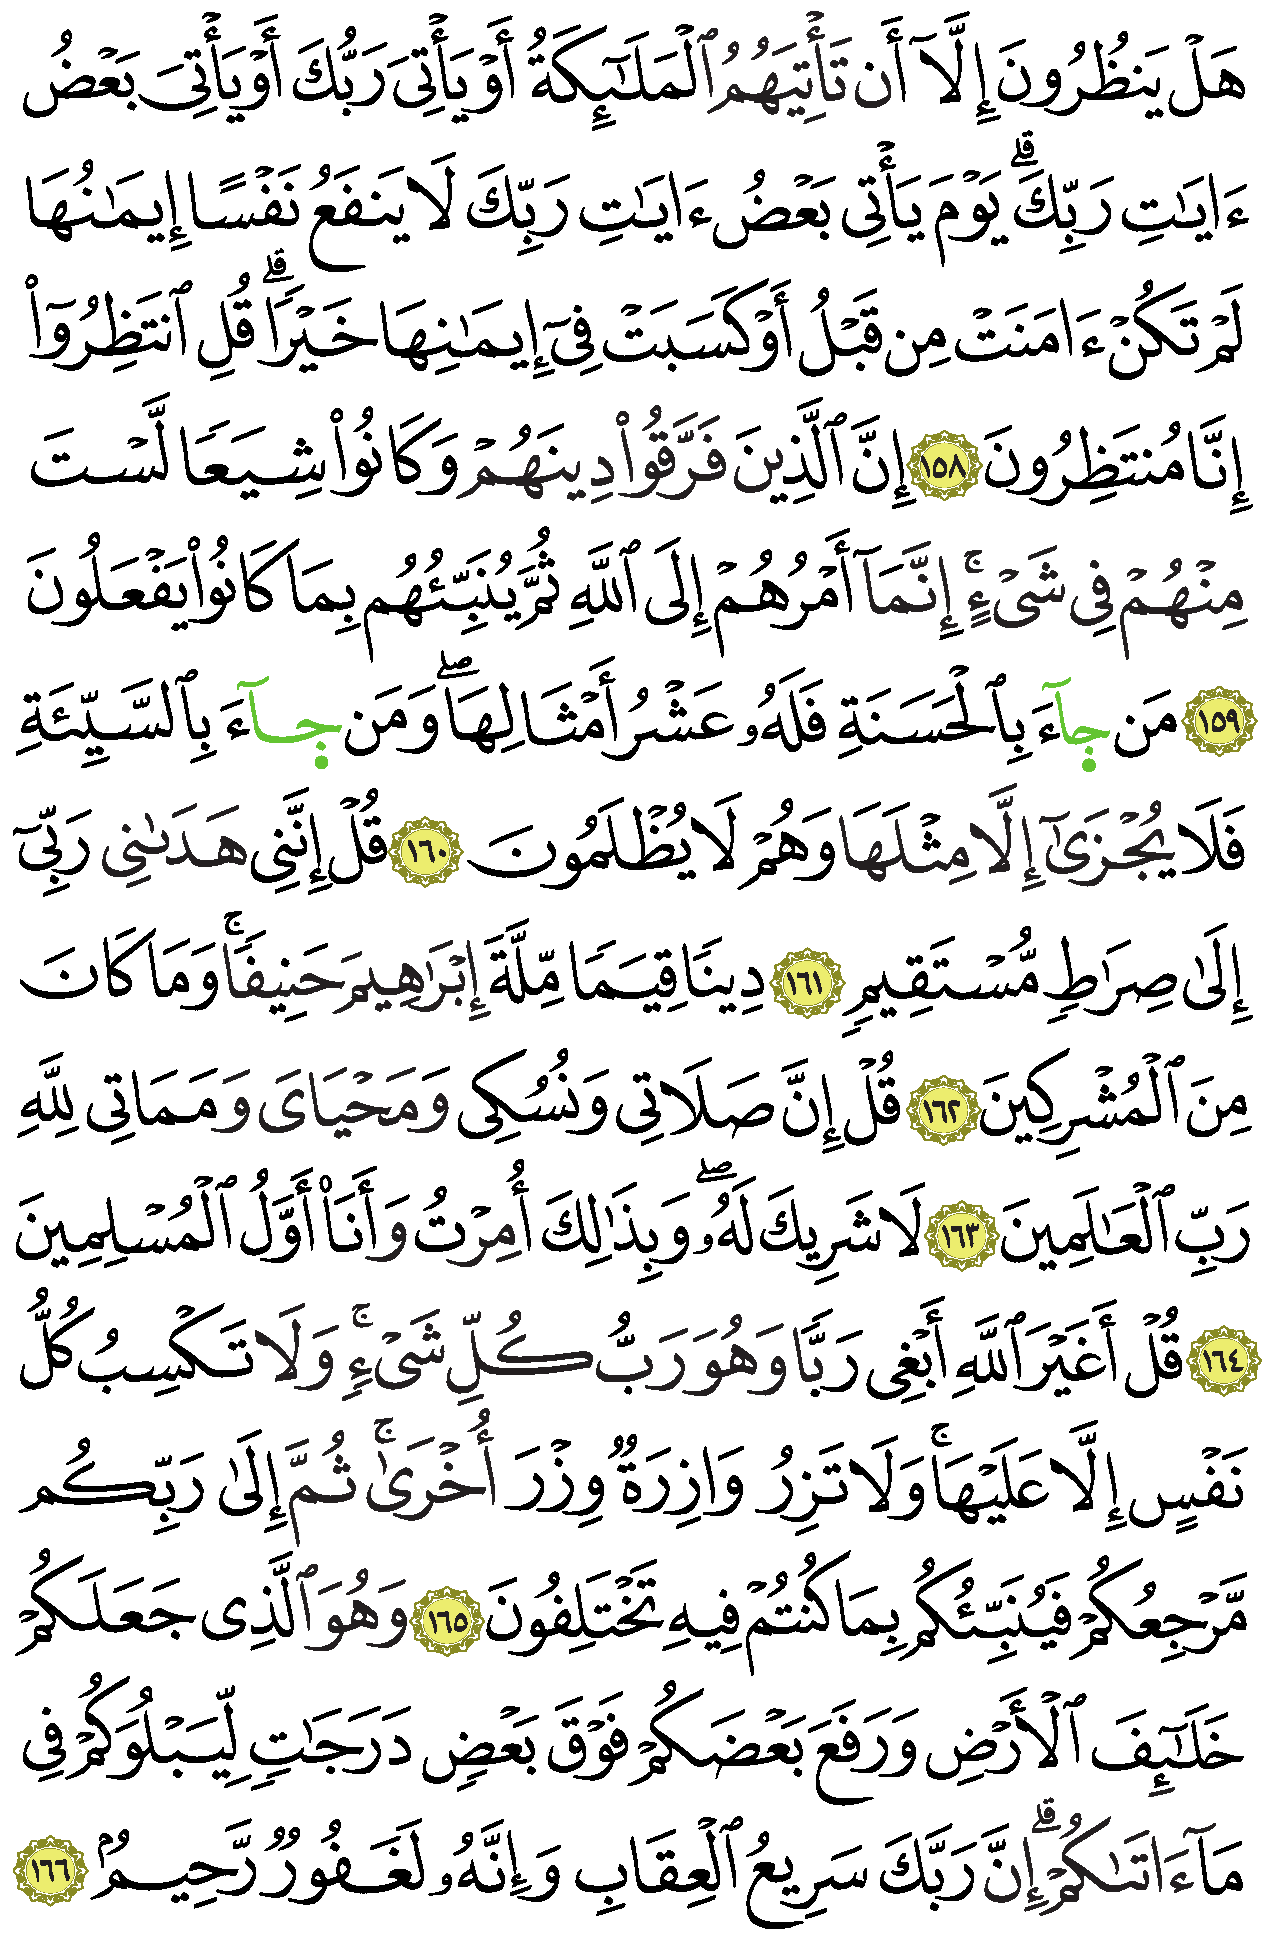 هَلْ يَنظُرُونَ إِلَّآ أَن تَأْتِيَهُمُ ٱلْمَلَـٰٓئِكَةُ أَوْ يَأْتِىَ رَبُّكَ أَوْ يَأْتِىَ بَعْضُ
ءَايَـٰتِ رَبِّكَ ۗ يَوْمَ يَأْتِى بَعْضُ ءَايَـٰتِ رَبِّكَ لَا يَنفَعُ نَفْسًا إِيمَـٰنُهَا
لَمْ تَكُنْ ءَامَنَتْ مِن قَبْلُ أَوْ كَسَبَتْ فِىٓ إِيمَـٰنِهَا خَيْرًا ۗ قُلِ ٱنتَظِرُوٓا۟
إِنَّا مُنتَظِرُونَ ١٥٨ إِنَّ ٱلَّذِينَ فَرَّقُوا۟ دِينَهُمْ وَكَانُوا۟ شِيَعًا لَّسْتَ
مِنْهُمْ فِى شَىْءٍ ۚ إِنَّمَآ أَمْرُهُمْ إِلَى ٱللَّهِ ثُمَّ يُنَبِّئُهُم بِمَا كَانُوا۟ يَفْعَلُونَ
١٥٩ مَن جَآءَ بِٱلْحَسَنَةِ فَلَهُۥ عَشْرُ أَمْثَالِهَا ۖ وَمَن جَآءَ بِٱلسَّيِّئَةِ
فَلَا يُجْزَىٰٓ إِلَّا مِثْلَهَا وَهُمْ لَا يُظْلَمُونَ ١٦٠ قُلْ إِنَّنِى هَدَىٰنِى رَبِّىٓ
إِلَىٰ صِرَٰطٍ مُّسْتَقِيمٍ ١٦١ دِينًا قِيَمًا مِّلَّةَ إِبْرَٰهِيمَ حَنِيفًا ۚ وَمَا كَانَ
مِنَ ٱلْمُشْرِكِينَ ١٦٢ قُلْ إِنَّ صَلَاتِى وَنُسُكِى وَمَحْيَاىَ وَمَمَاتِى لِلَّهِ
رَبِّ ٱلْعَـٰلَمِينَ ١٦٣ لَا شَرِيكَ لَهُۥ ۖ وَبِذَٰلِكَ أُمِرْتُ وَأَنَا۠ أَوَّلُ ٱلْمُسْلِمِينَ
١٦٤ قُلْ أَغَيْرَ ٱللَّهِ أَبْغِى رَبًّا وَهُوَ رَبُّ كُلِّ شَىْءٍ ۚ وَلَا تَكْسِبُ كُلُّ
نَفْسٍ إِلَّا عَلَيْهَا ۚ وَلَا تَزِرُ وَازِرَةٌ وِزْرَ أُخْرَىٰ ۚ ثُمَّ إِلَىٰ رَبِّكُم
مَّرْجِعُكُمْ فَيُنَبِّئُكُم بِمَا كُنتُمْ فِيهِ تَخْتَلِفُونَ ١٦٥ وَهُوَ ٱلَّذِى جَعَلَكُمْ
خَلَـٰٓئِفَ ٱلْأَرْضِ وَرَفَعَ بَعْضَكُمْ فَوْقَ بَعْضٍ دَرَجَـٰتٍ لِّيَبْلُوَكُمْ فِى
مَآ ءَاتَىٰكُمْ ۗ إِنَّ رَبَّكَ سَرِيعُ ٱلْعِقَابِ وَإِنَّهُۥ لَغَفُورٌ رَّحِيمٌۢ ١٦٦